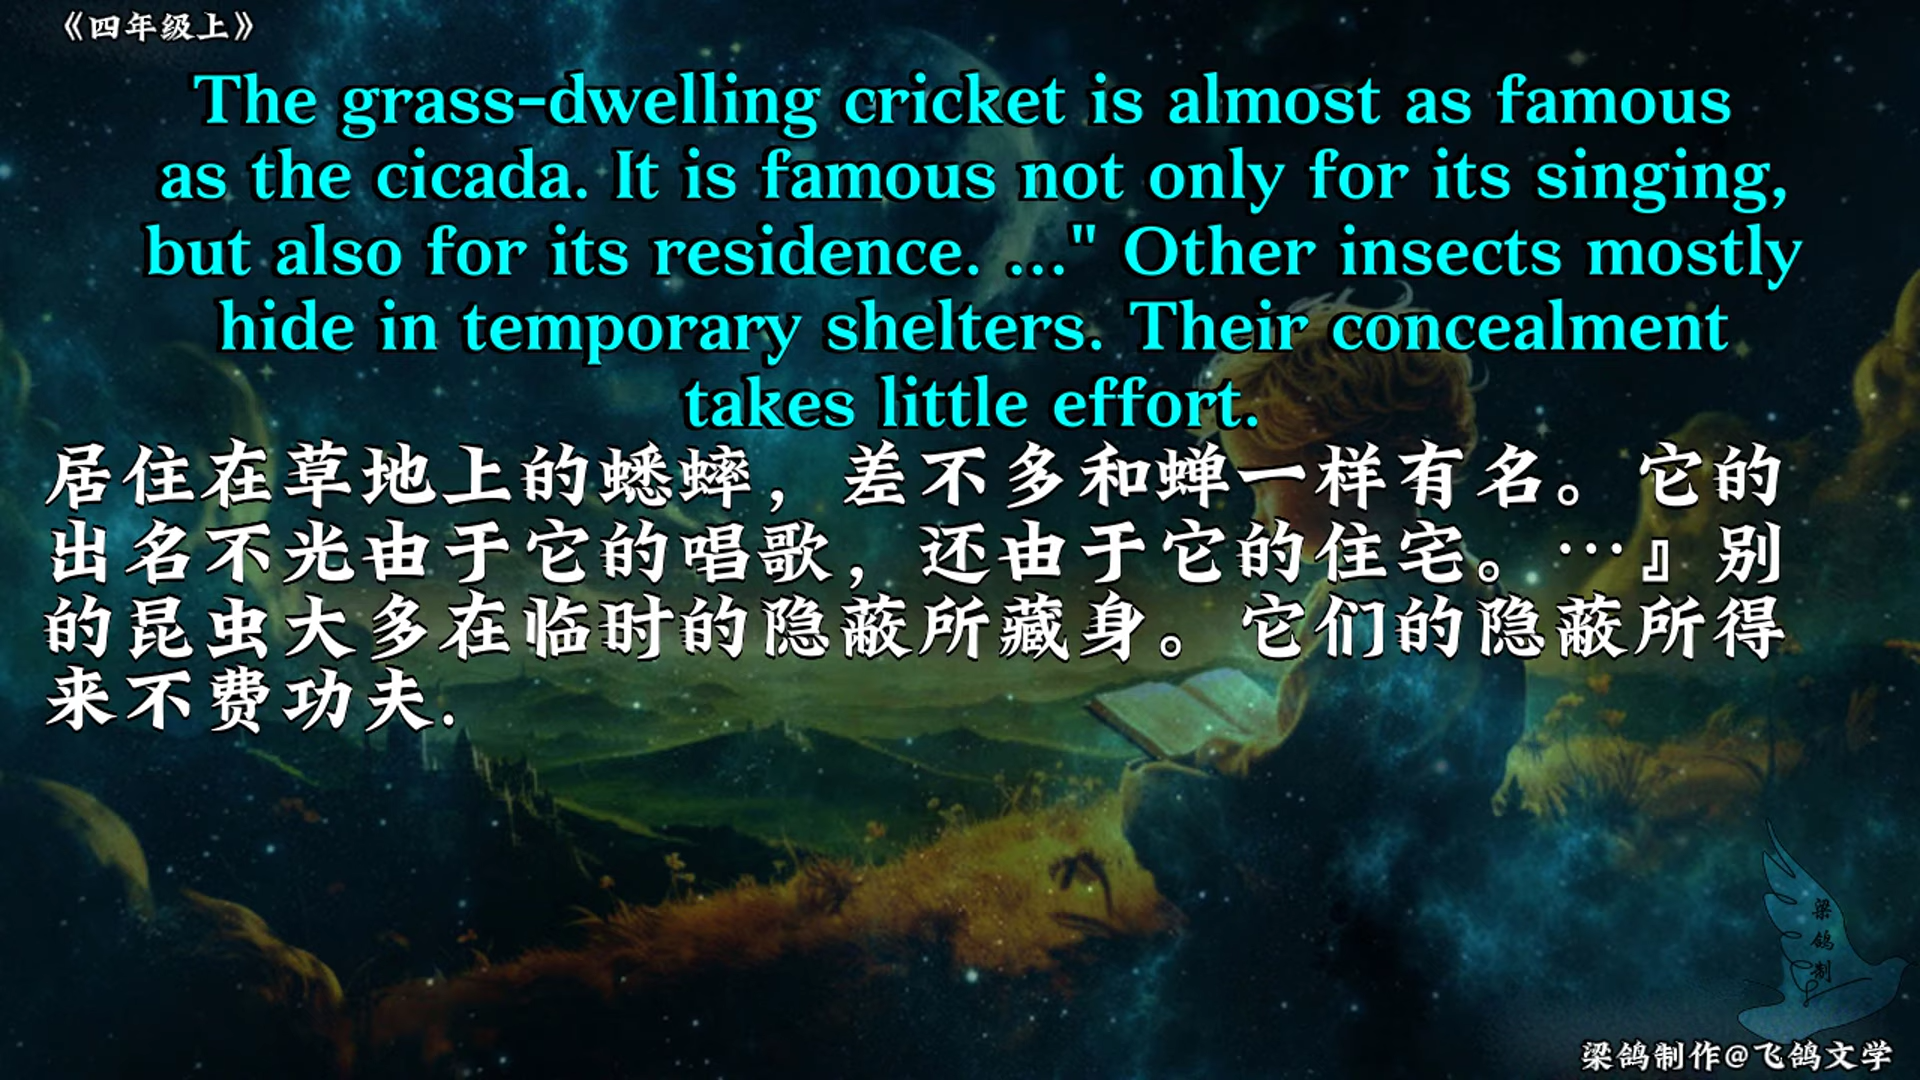 《四年级上》
The grass-dwelling cricket is almost as famous
as the cicada. It is famous not only for its singing,
but also for its residence. ..." Other insects mostly
hide in temporary shelters. Their concealment
takes little effort.
居住在草地上的蟋蟀，差不多和蝉一样有名。它的
出名不光由于它的唱歌，还由于它的住宅。…』别
的昆虫大多在临时的隐蔽所藏身。它们的隐蔽所得
来不费功夫.
梁
鸽
制
梁鸽制作@飞鸽文学